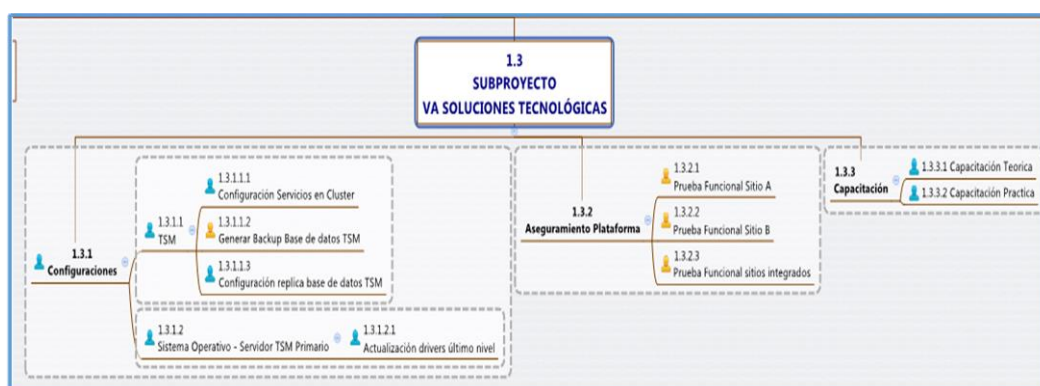 1.3
SUBPROYECTO
VA SOLUCIONES TECNOLÓGICAS
1.3.1
Configuraciones
1.3.1.1
TSM
1.3.1.1.1
Configuración Servicios en Cluster
1.3.1.1.2
Generar Backup Base de datos TSM
1.3.1.1.3
Configuración replica base de datos TSM
1.3.1.2
Sistema Operativo - Servidor TSM Primario
1.3.1.2.1
Actualización drivers último nivel
1.3.2
Aseguramiento Plataforma
1.3.2.1
Prueba Funcional Sitio A
1.3.2.2
Prueba Funcional Sitio B
1.3.2.3
Prueba Funcional sitios integrados
1.3.3
Capacitación
1.3.3.1 Capacitación Teorica
1.3.3.2 Capacitación Practica